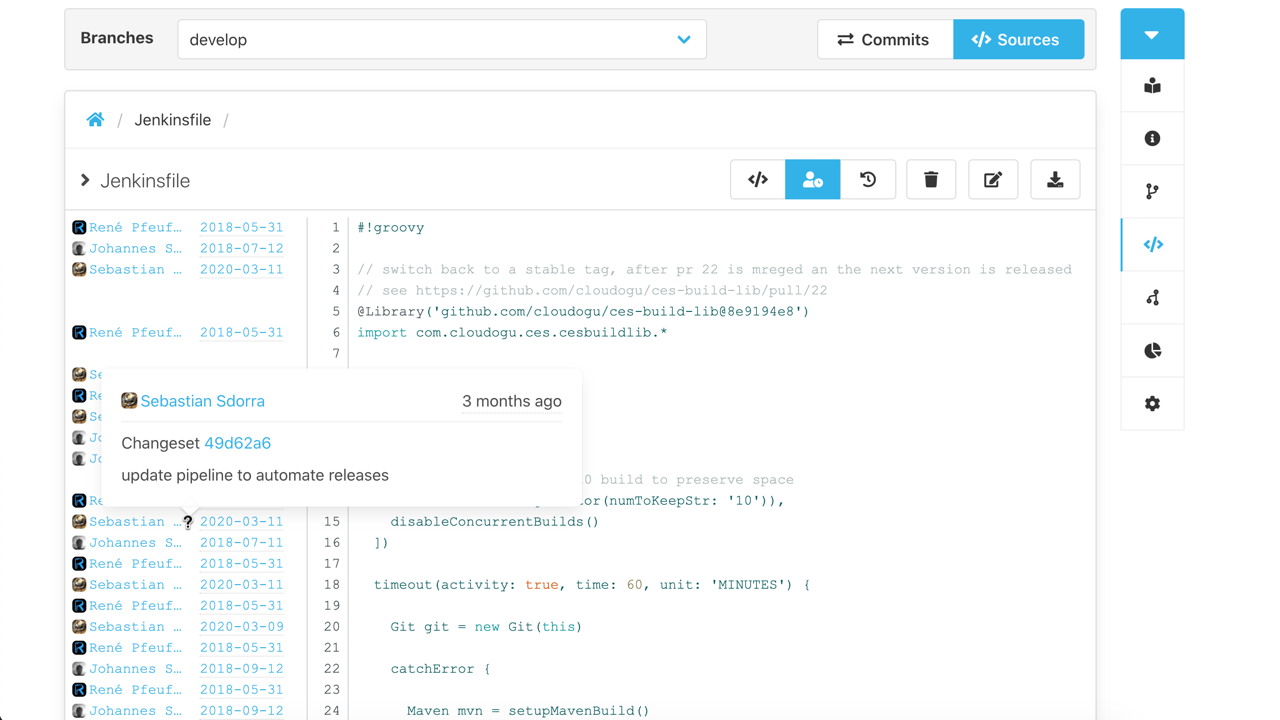 Branches develop Commits </> Sources
/ Jenkinsfile /
Jenkinsfile
René Pfeuf… 2018-05-31 1 #!groovy
Johannes S… 2018-07-12 2
Sebastian … 2020-03-11 3 // switch back to a stable tag, after pr 22 is mreged an the next version is released
4 // see https://github.com/cloudogu/ces-build-lib/pull/22
5 @Library('github.com/cloudogu/ces-build-lib@8e9194e8')
René Pfeuf… 2018-05-31 6 import com.cloudogu.ces.cesbuildlib.*
7
Se
Re
Se
Jo
Jo
Sebastian Sdorra 3 months ago
Changeset 49d62a6
update pipeline to automate releases
0 build to preserve space
Re tor(numToKeepStr: '10')),
Sebastian … ? 2020-03-11 15 disableConcurrentBuilds()
Johannes S… 2018-07-11 16 ])
René Pfeuf… 2018-05-31 17
Sebastian … 2020-03-11 18 timeout(activity: true, time: 60, unit: 'MINUTES') {
René Pfeuf… 2018-05-31 19
Sebastian … 2020-03-09 20 Git git = new Git(this)
René Pfeuf… 2018-05-31 21
Johannes S… 2018-09-12 22 catchError {
René Pfeuf… 2018-05-31 23
Johannes S… 2018-09-12 24 Maven mvn = setupMavenBuild()